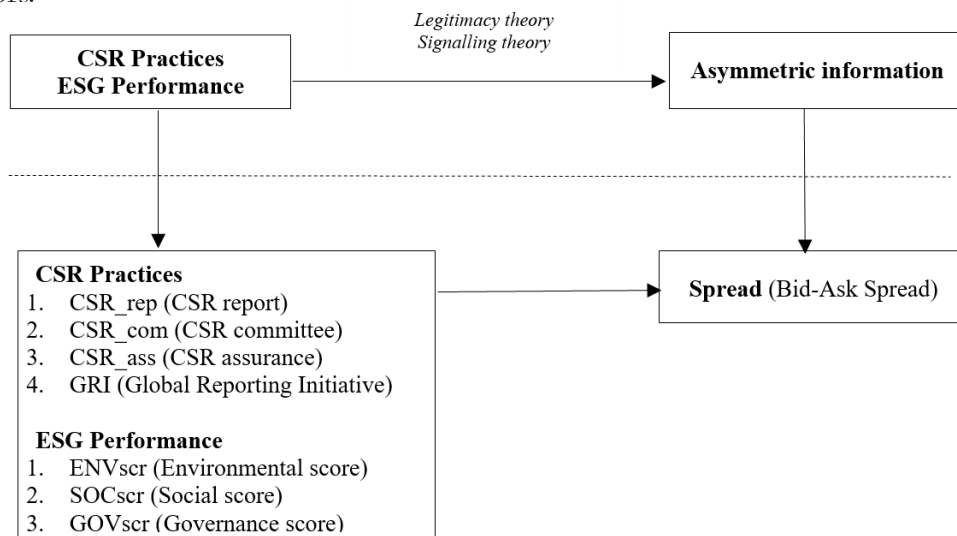 Legitimacy theory
Signalling theory
CSR Practices
ESG Performance
Asymmetric information
CSR Practices
1. CSR_rep (CSR report)
2. CSR_com (CSR committee)
3. CSR_ass (CSR assurance)
4. GRI (Global Reporting Initiative)
ESG Performance
1. ENVscr (Environmental score)
2. SOCscr (Social score)
3. GOVscr (Governance score)
Spread (Bid-Ask Spread)